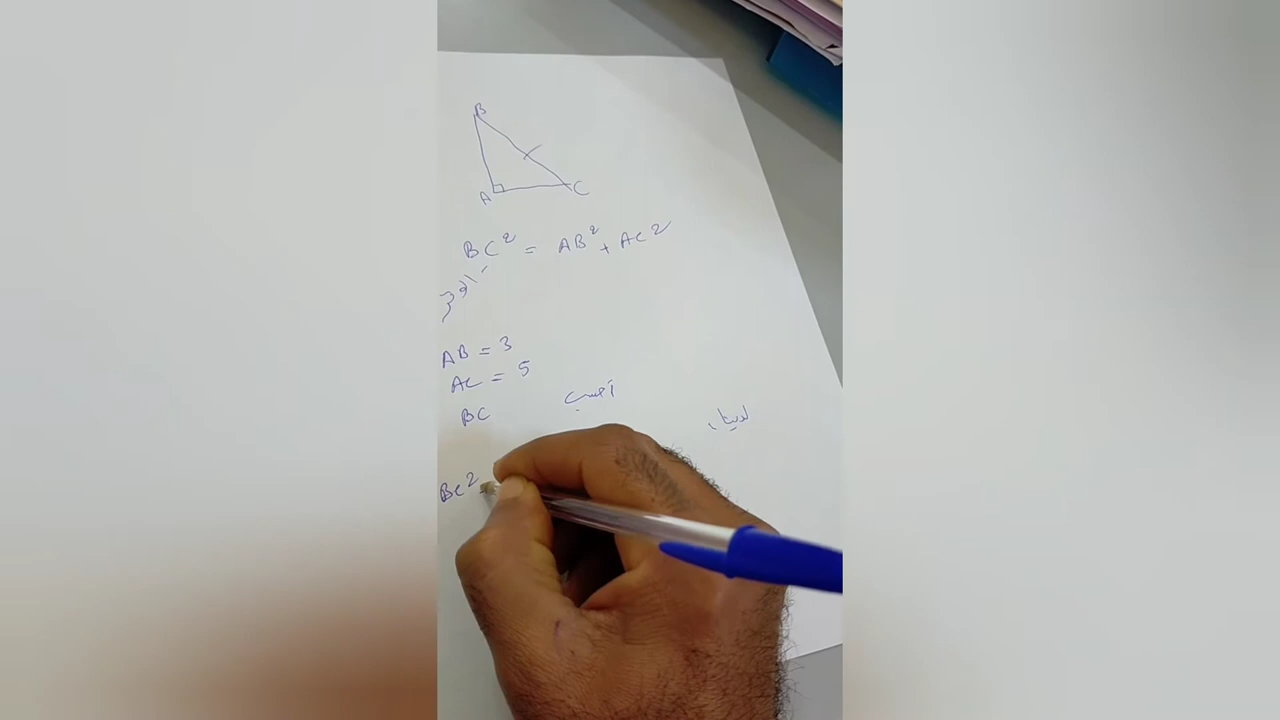 B
A
C
BC² = AB² + AC2
AB = 3
AC = 5
BC أحسب
لدينا
BC²